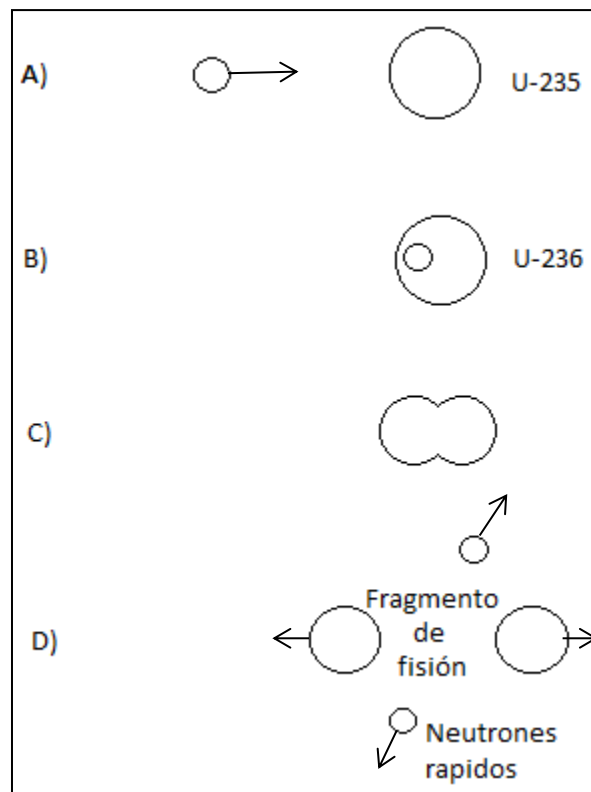 A)
U-235
B)
U-236
C)
D)
Fragmento
de
fisión
Neutrones
rapidos